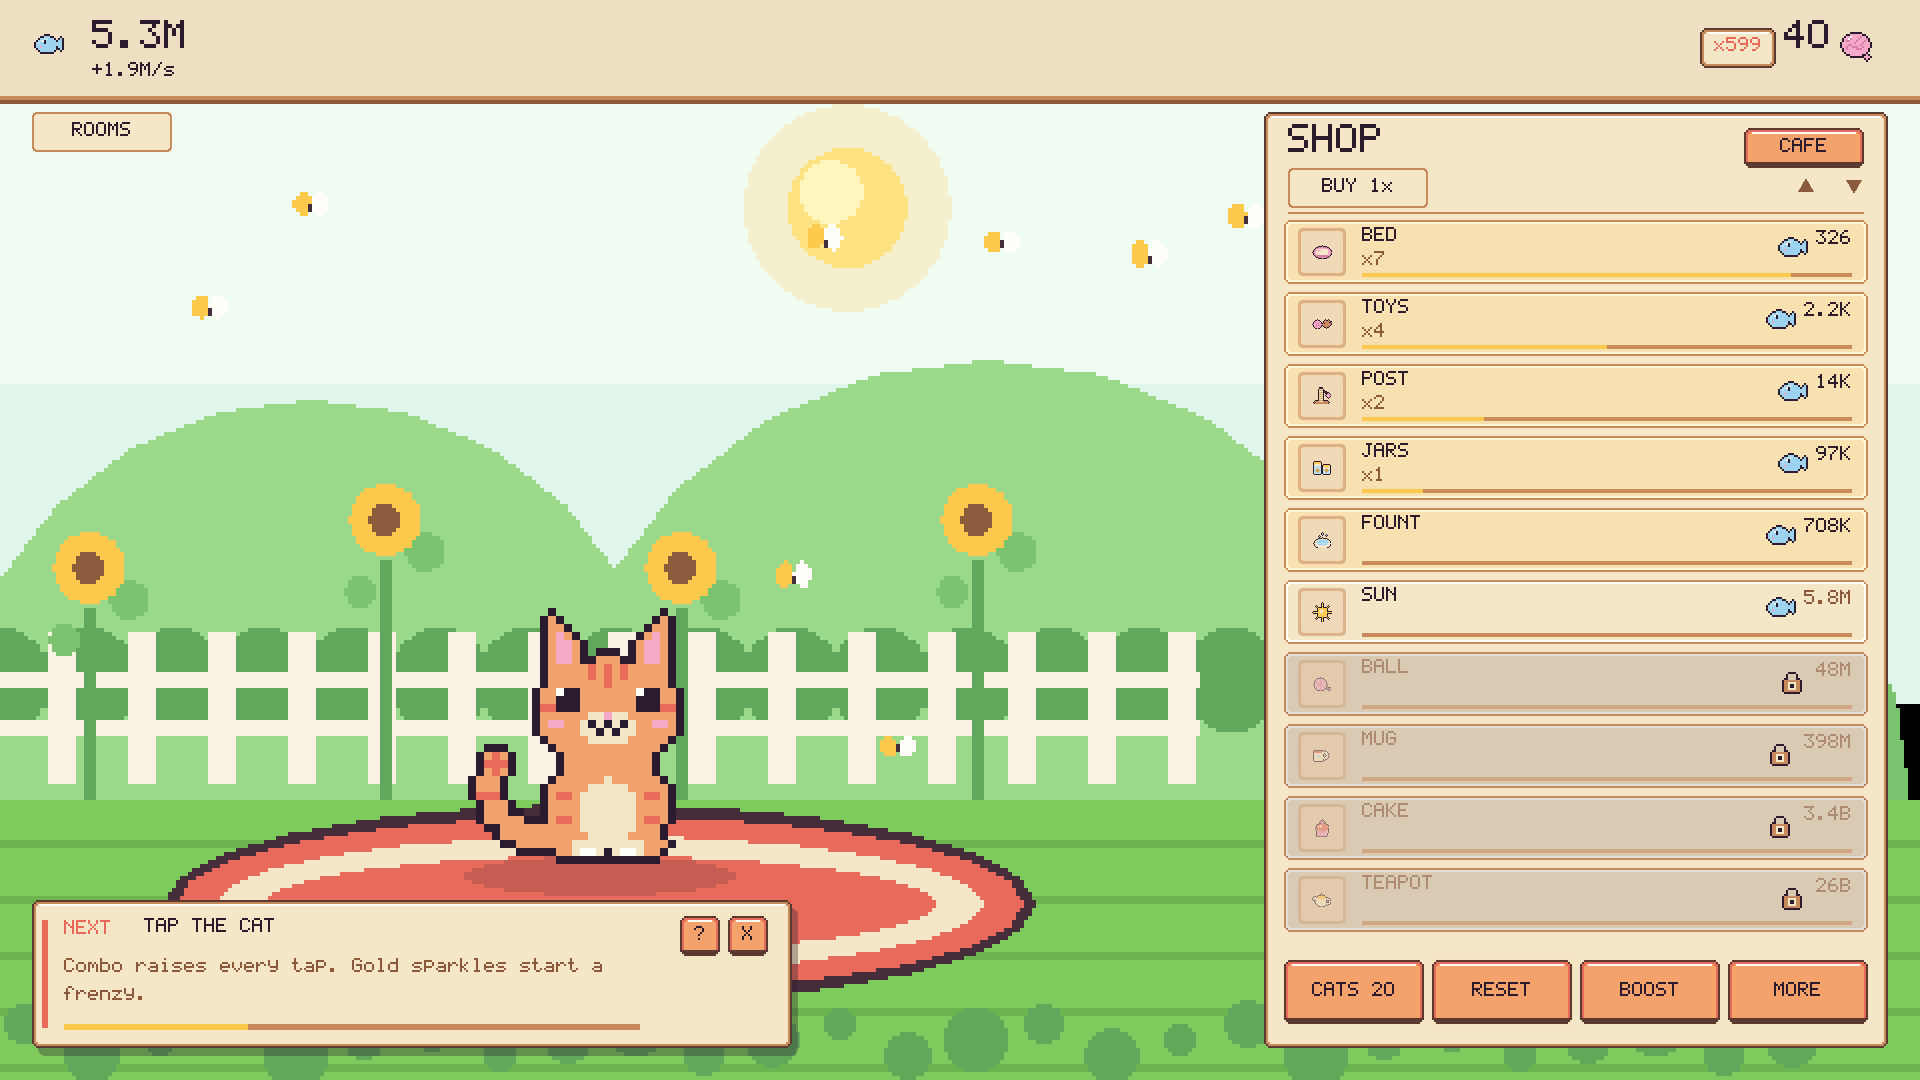 5.3M
+1.9M/s
x599
40
ROOMS
SHOP
CAFE
BUY 1x
BED
x7
326
TOYS
x4
2.2K
POST
x2
14K
JARS
x1
97K
FOUNT
708K
SUN
5.8M
BALL
48M
MUG
398M
CAKE
3.4B
TEAPOT
26B
NEXT TAP THE CAT
? X
Combo raises every tap. Gold sparkles start a
frenzy.
CATS 20
RESET
BOOST
MORE